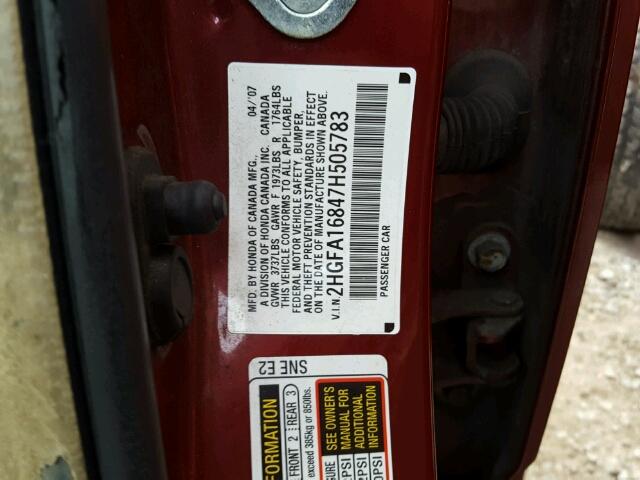 MFD. BY HONDA OF CANADA MFG., 04/'07
A DIVISION OF HONDA CANADA INC. CANADA
GVWR 3737LBS GAWR F 1973LBS R 1764LBS
THIS VEHICLE CONFORMS TO ALL APPLICABLE
FEDERAL MOTOR VEHICLE SAFETY, BUMPER,
AND THEFT PREVENTION STANDARDS IN EFFECT
ON THE DATE OF MANUFACTURE SHOWN ABOVE.
V.I.N. 2HGFA16847H505783
PASSENGER CAR
SNE E2
FRONT 2 REAR 3
exceed 385kg or 850lbs.
SEE OWNER'S
MANUAL FOR
ADDITIONAL
INFORMATION